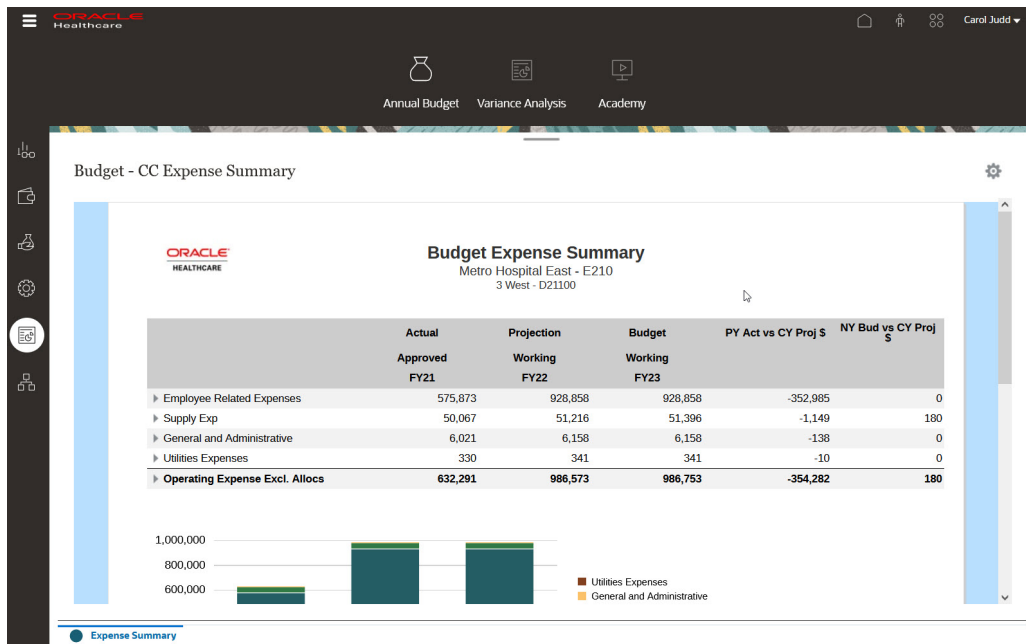 ORACLE
Healthcare
Carol Judd
Annual Budget Variance Analysis Academy
Budget - CC Expense Summary
ORACLE
HEALTHCARE
Budget Expense Summary
Metro Hospital East - E210
3 West - D21100
Actual Projection Budget PY Act vs CY Proj $ NY Bud vs CY Proj $
Approved Working Working
FY21 FY22 FY23
Employee Related Expenses 575,873 928,858 928,858 -352,985 0
Supply Exp 50,067 51,216 51,396 -1,149 180
General and Administrative 6,021 6,158 6,158 -138 0
Utilities Expenses 330 341 341 -10 0
Operating Expense Excl. Allocs 632,291 986,573 986,753 -354,282 180
1,000,000
800,000
600,000
Utilities Expenses
General and Administrative
Expense Summary